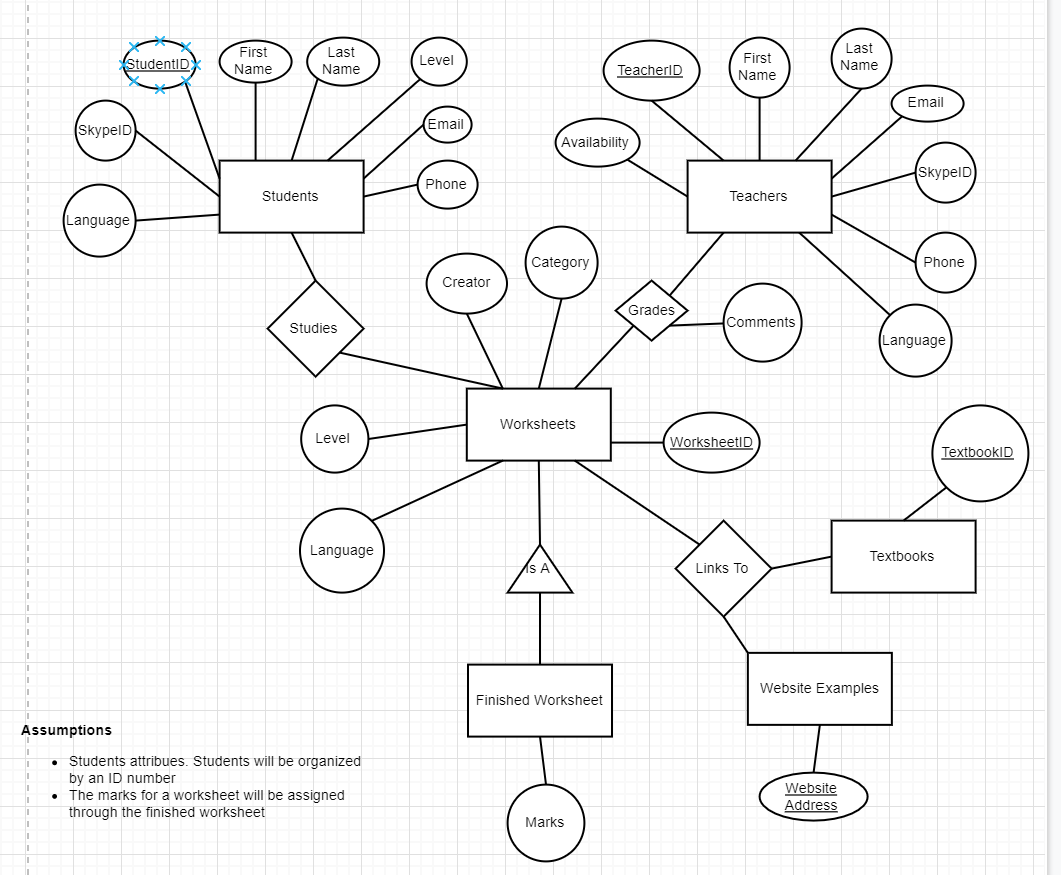 StudentID
First
Name
Last
Name
Level
Email
Phone
SkypeID
Language
Students
TeacherID
First
Name
Last
Name
Email
Availability
SkypeID
Phone
Language
Teachers
Studies
Creator
Category
Grades
Comments
Worksheets
Level
Language
WorksheetID
TextbookID
Is A
Links To
Textbooks
Finished Worksheet
Website Examples
Website
Address
Marks
Assumptions
• Students attribues. Students will be organized
by an ID number
• The marks for a worksheet will be assigned
through the finished worksheet